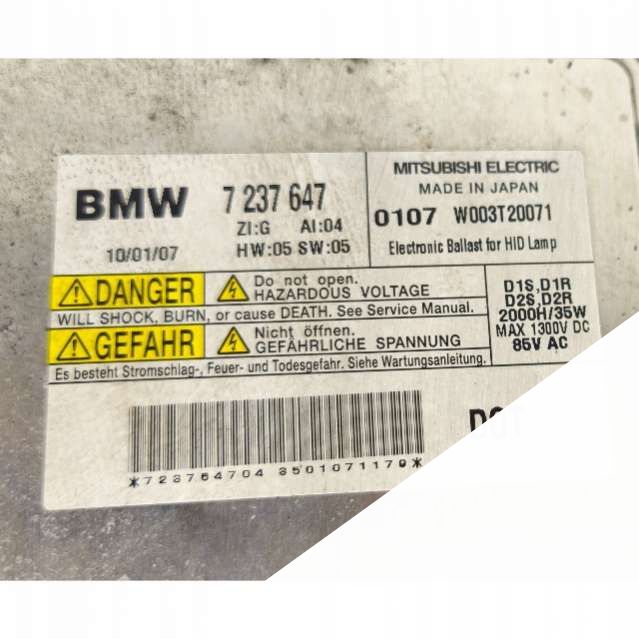 BMW 7 237 647
ZI:G AI:04
10/01/07 HW:05 SW:05
MITSUBISHI ELECTRIC
MADE IN JAPAN
0107 W003T20071
Electronic Ballast for HID Lamp
DANGER Do not open.
HAZARDOUS VOLTAGE
WILL SHOCK, BURN, or cause DEATH. See Service Manual.
GEFAHR Nicht öffnen.
GEFÄHRLICHE SPANNUNG
Es besteht Stromschlag-, Feuer- und Todesgefahr. Siehe Wartungsanleitung.
D1S,D1R
D2S,D2R
2000H/35W
MAX 1300V DC
85V AC
*723764704 8501071179*